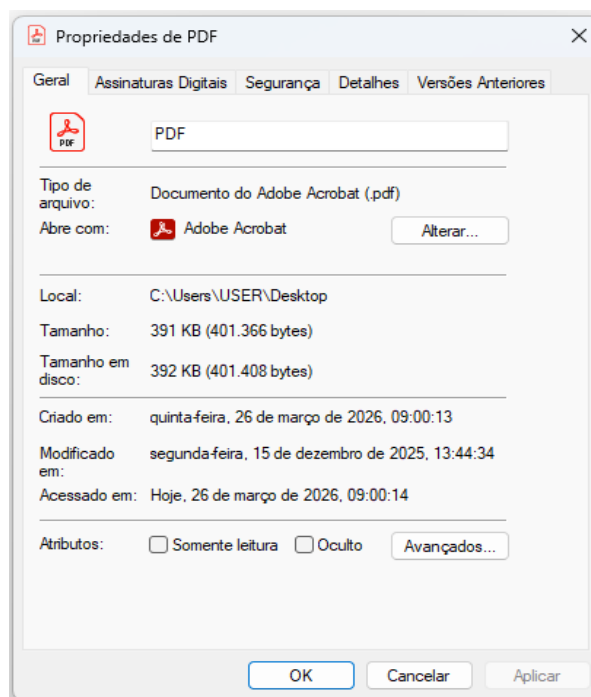 Propriedades de PDF
Geral Assinaturas Digitais Segurança Detalhes Versões Anteriores
PDF PDF
Tipo de
arquivo: Documento do Adobe Acrobat (.pdf)
Abre com: Adobe Acrobat Alterar...
Local: C:\Users\USER\Desktop
Tamanho: 391 KB (401.366 bytes)
Tamanho em
disco: 392 KB (401.408 bytes)
Criado em: quinta-feira, 26 de março de 2026, 09:00:13
Modificado
em: segunda-feira, 15 de dezembro de 2025, 13:44:34
Acessado em: Hoje, 26 de março de 2026, 09:00:14
Atributos: Somente leitura Oculto Avançados...
OK Cancelar Aplicar